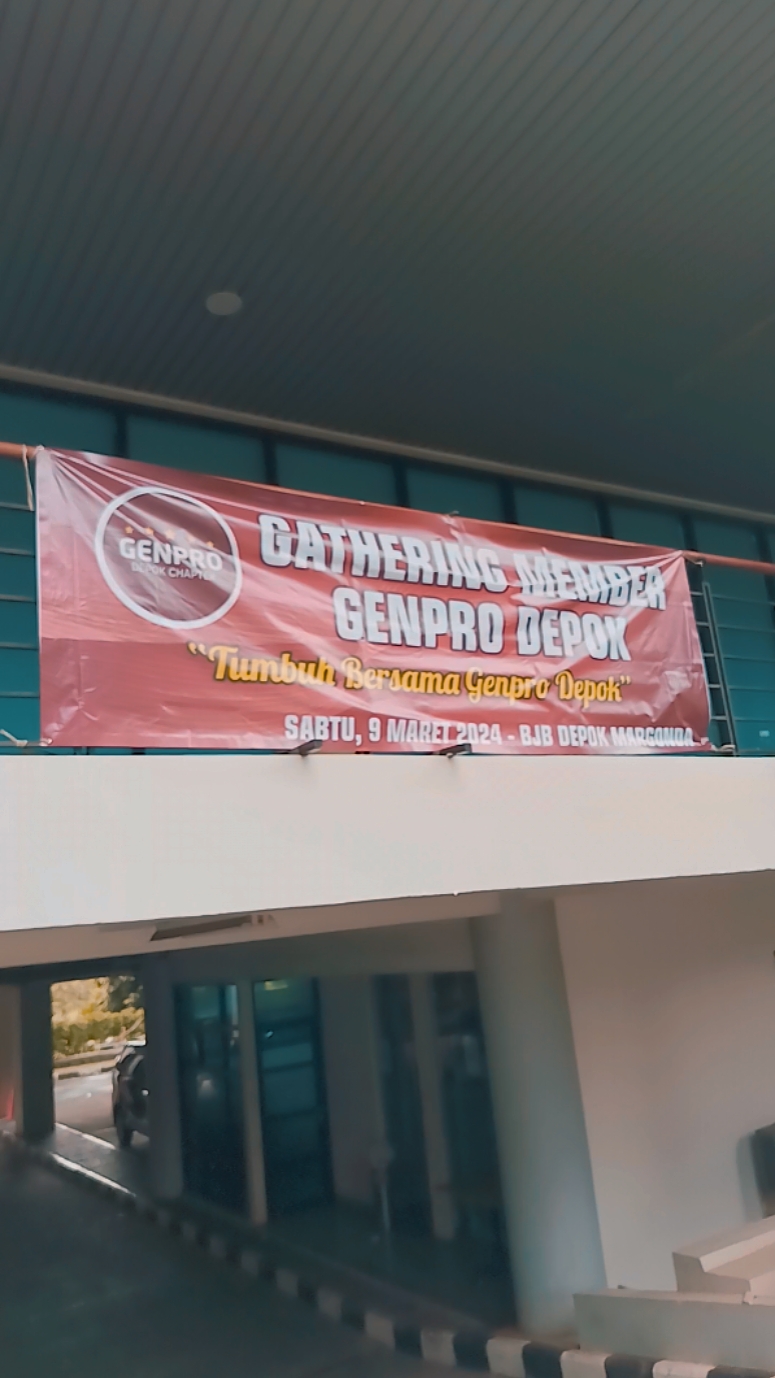 GENPRO
DEPOK CHAPTER
GATHERING MEMBER
GENPRO DEPOK
"Tumbuh Bersama Genpro Depok"
SABTU, 9 MARET 2024 - BJB DEPOK MARGONDA